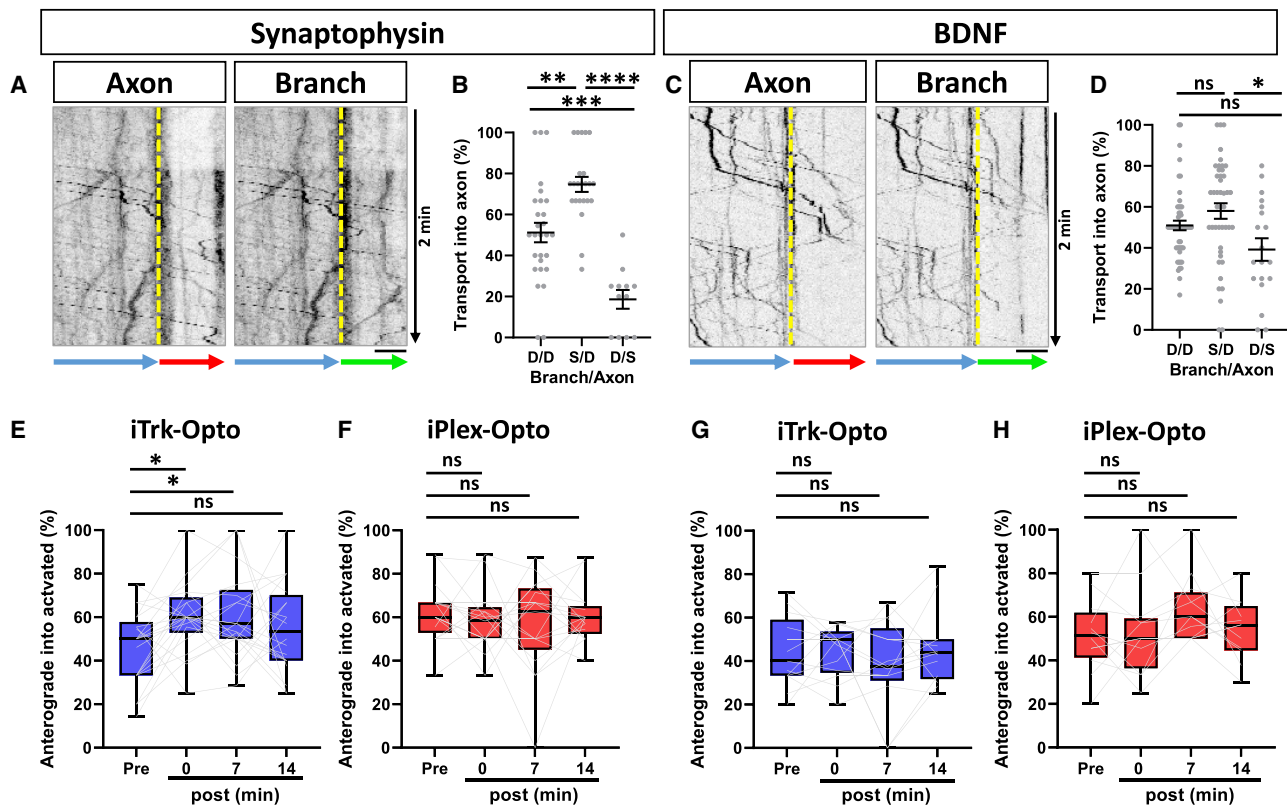 Synaptophysin
BDNF
A
Axon
Branch
2 min
B
** ****
***
Transport into axon (%)
100
80
60
40
20
0
D/D S/D D/S
Branch/Axon
C
Axon
Branch
2 min
D
ns *
ns
Transport into axon (%)
100
80
60
40
20
0
D/D S/D D/S
Branch/Axon
E
iTrk-Opto
*
*
ns
Anterograde into actvated (%)
100
80
60
40
20
0
Pre 0 7 14
post (min)
F
iPlex-Opto
ns
ns
ns
Anterograde into actvated (%)
100
80
60
40
20
0
Pre 0 7 14
post (min)
G
iTrk-Opto
ns
ns
ns
Anterograde into actvated (%)
100
80
60
40
20
0
Pre 0 7 14
post (min)
H
iPlex-Opto
ns
ns
ns
Anterograde into actvated (%)
100
80
60
40
20
0
Pre 0 7 14
post (min)